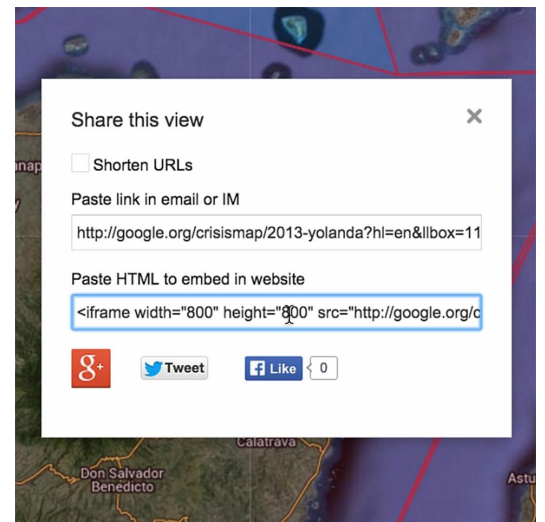 nap
Share this view
Shorten URLs
Paste link in email or IM
http://google.org/crisismap/2013-yolanda?hl=en&llbox=11
Paste HTML to embed in website
<iframe width="800" height="800" src="http://google.org/c
g+
Tweet
Like
0
Calatrava
Don Salvador
Benedicto
Astu